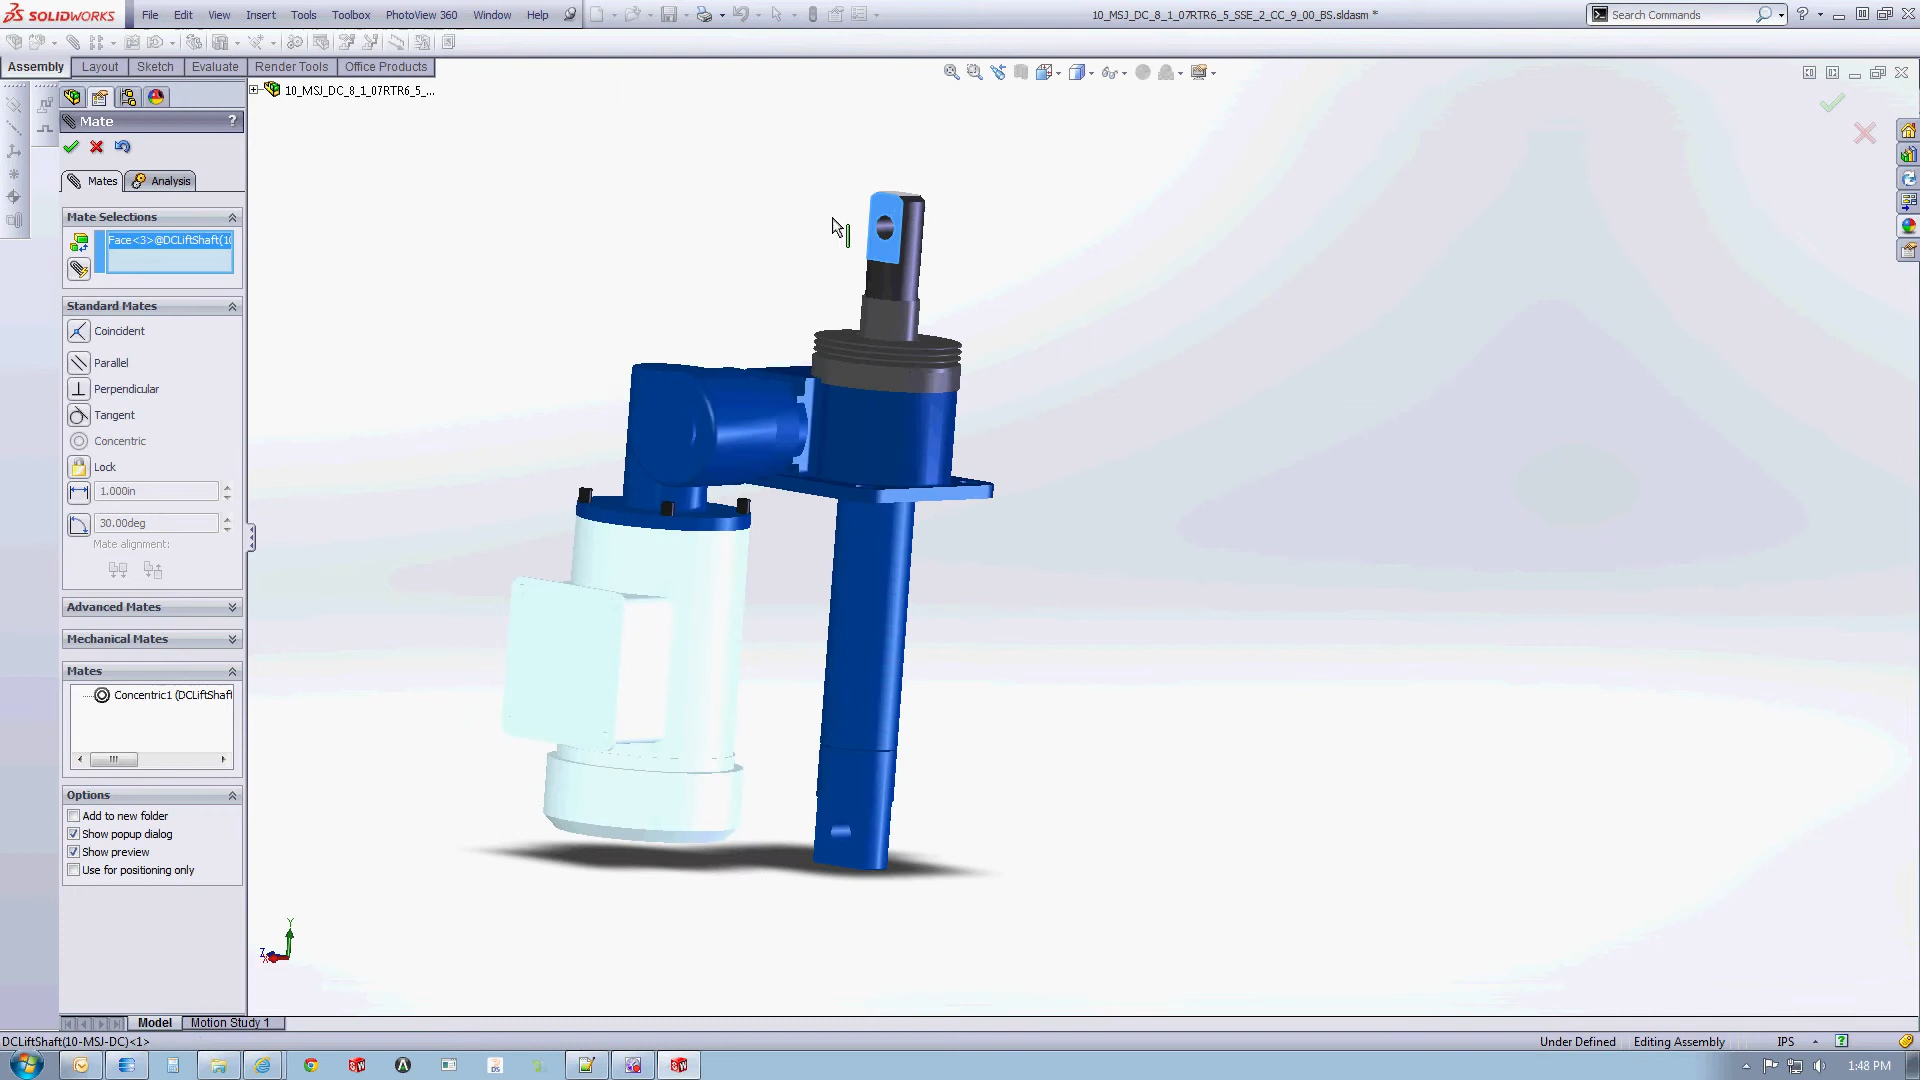 SOLIDWORKS File Edit View Insert Tools Toolbox PhotoView 360 Window Help 10_MSJ_DC_8_1_07RTR6_5_SSE_2_CC_9_00_BS.sldasm * Search Commands
Assembly Layout Sketch Evaluate Render Tools Office Products
10_MSJ_DC_8_1_07RTR6_5_...
Mate ?
Mates Analysis
Mate Selections
Face<3>@DCLiftShaft(10
Standard Mates
Coincident
Parallel
Perpendicular
Tangent
Concentric
Lock
1.000in
30.00deg
Mate alignment:
Advanced Mates
Mechanical Mates
Mates
Concentric1 (DCLiftShaft
Options
Add to new folder
Show popup dialog
Show preview
Use for positioning only
Y
Z
X
Model Motion Study 1
DCLiftShaft(10-MSJ-DC)<1> Under Defined Editing Assembly IPS
1:48 PM